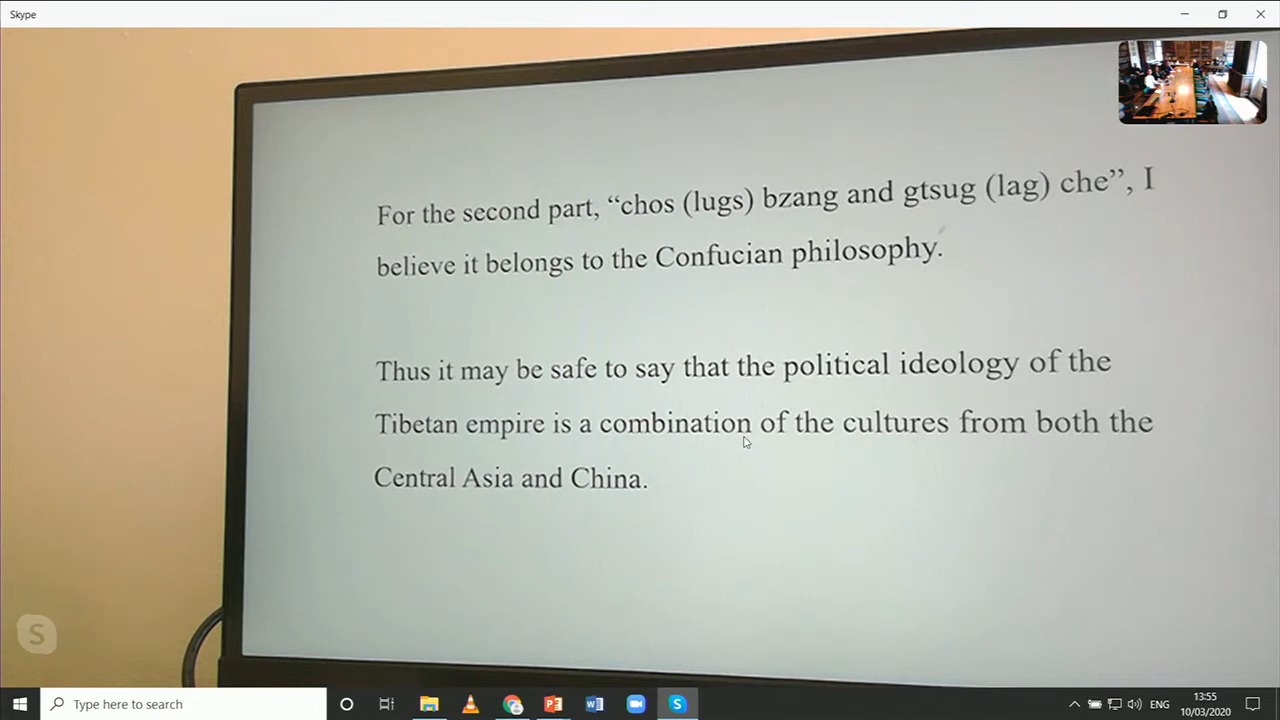 Skype
For the second part, “chos (lugs) bzang and gtsug (lag) che”, I
believe it belongs to the Confucian philosophy.
Thus it may be safe to say that the political ideology of the
Tibetan empire is a combination of the cultures from both the
Central Asia and China.
S
Type here to search
ENG
13:55
10/03/2020